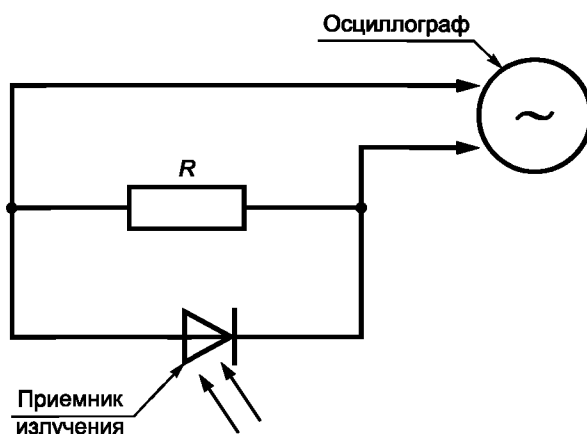 Осциллограф
~
R
Приемник
излучения